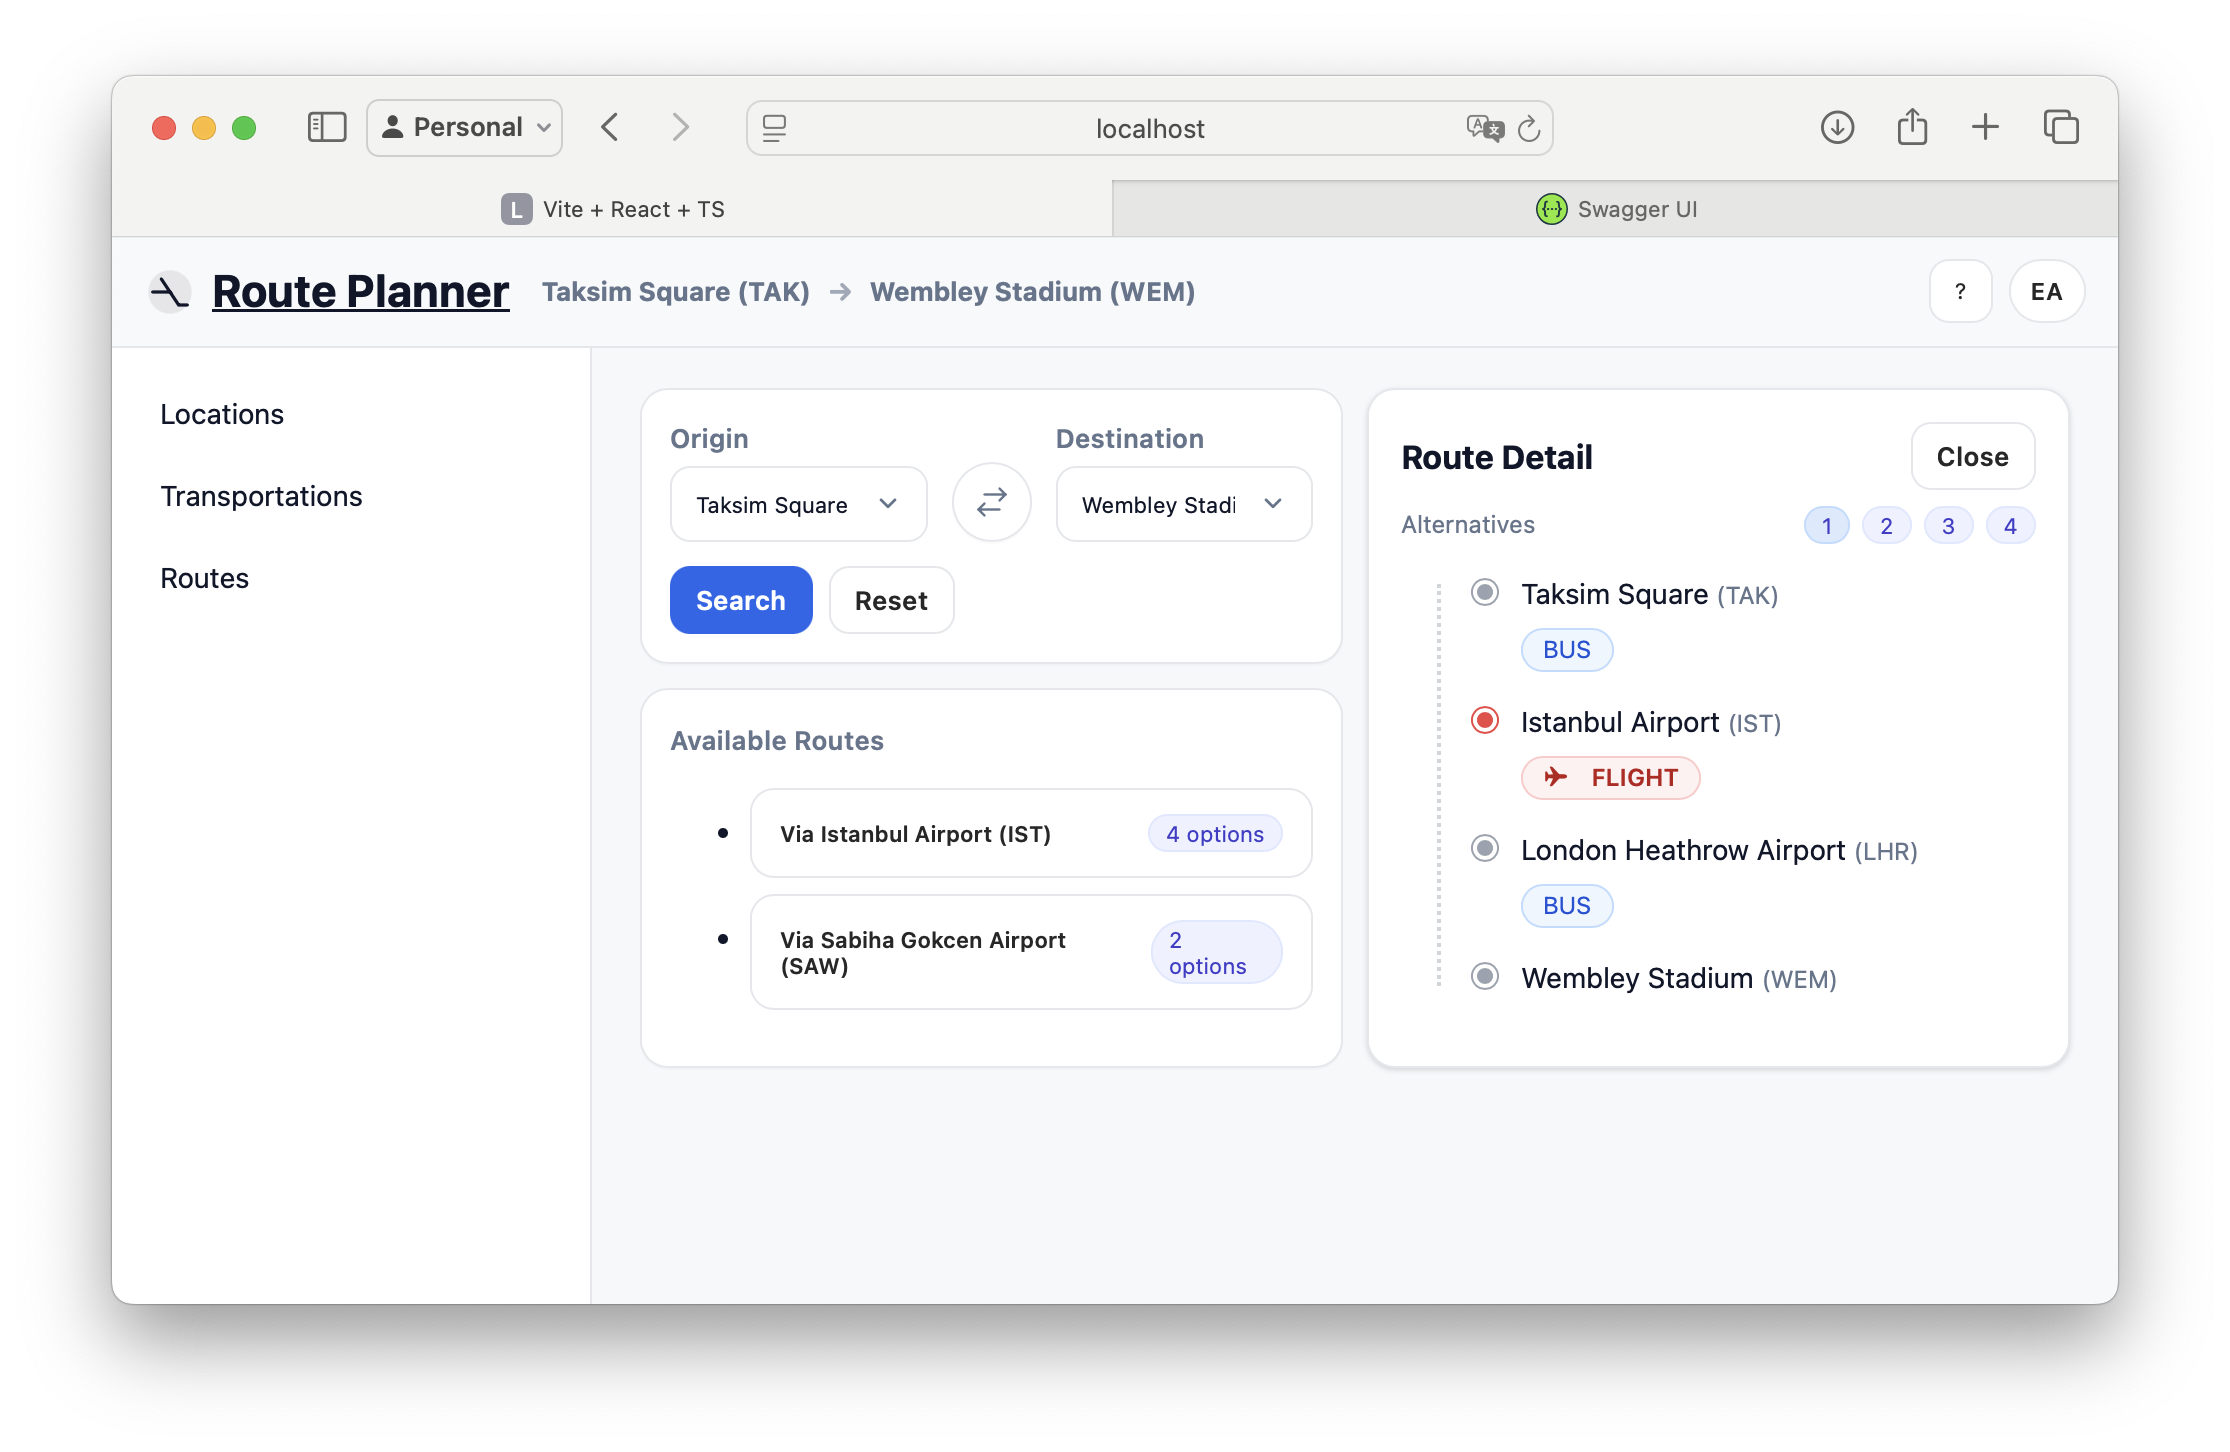 Personal
localhost
L Vite + React + TS
{··} Swagger UI
Route Planner Taksim Square (TAK) → Wembley Stadium (WEM)
? EA
Locations
Transportations
Routes
Origin
Destination
Taksim Square
Wembley Stadi
Search Reset
Available Routes
Via Istanbul Airport (IST) 4 options
Via Sabiha Gokcen Airport
(SAW)
2
options
Route Detail Close
Alternatives 1 2 3 4
Taksim Square (TAK)
BUS
Istanbul Airport (IST)
FLIGHT
London Heathrow Airport (LHR)
BUS
Wembley Stadium (WEM)